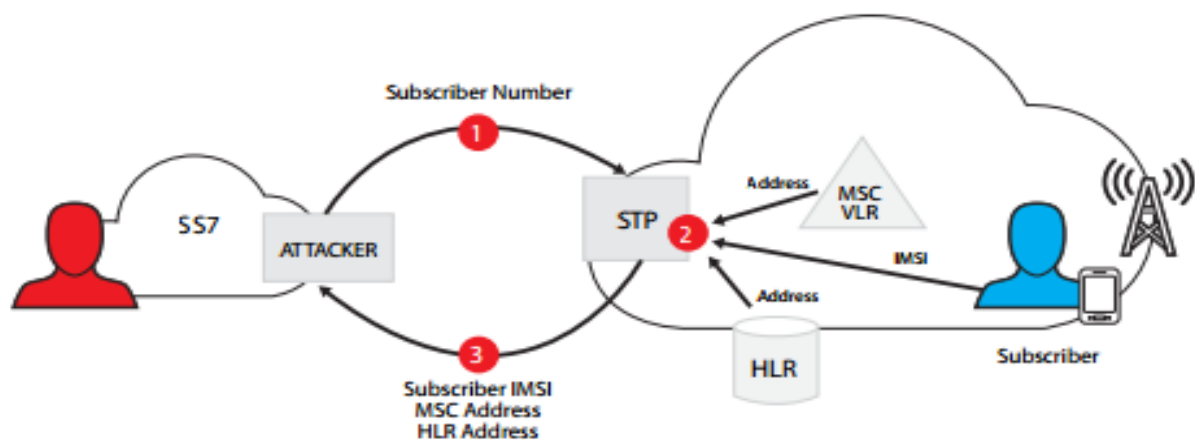 Subscriber Number
1
SS7
ATTACKER
STP
2
Address
MSC
VLR
IMSI
Address
HLR
Subscriber
3
Subscriber IMSI
MSC Address
HLR Address